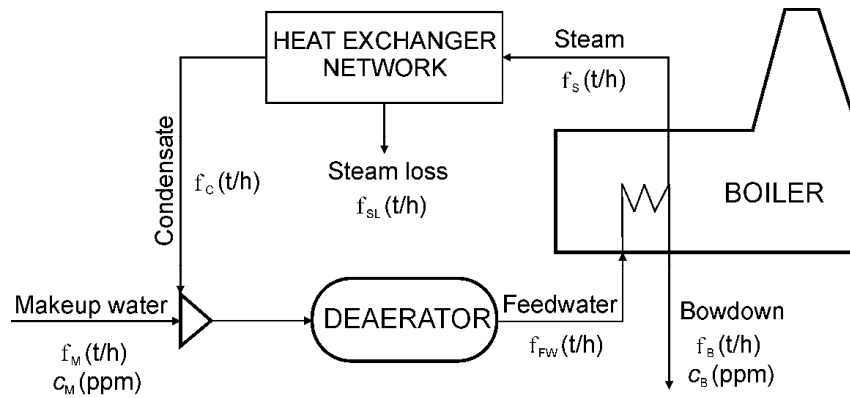 HEAT EXCHANGER
NETWORK
Steam
fS (t/h)
Condensate
fC (t/h)
Steam loss
fSL (t/h)
BOILER
Makeup water
fM (t/h)
cM (ppm)
DEAERATOR
Feedwater
fFW (t/h)
Bowdown
fB (t/h)
cB (ppm)